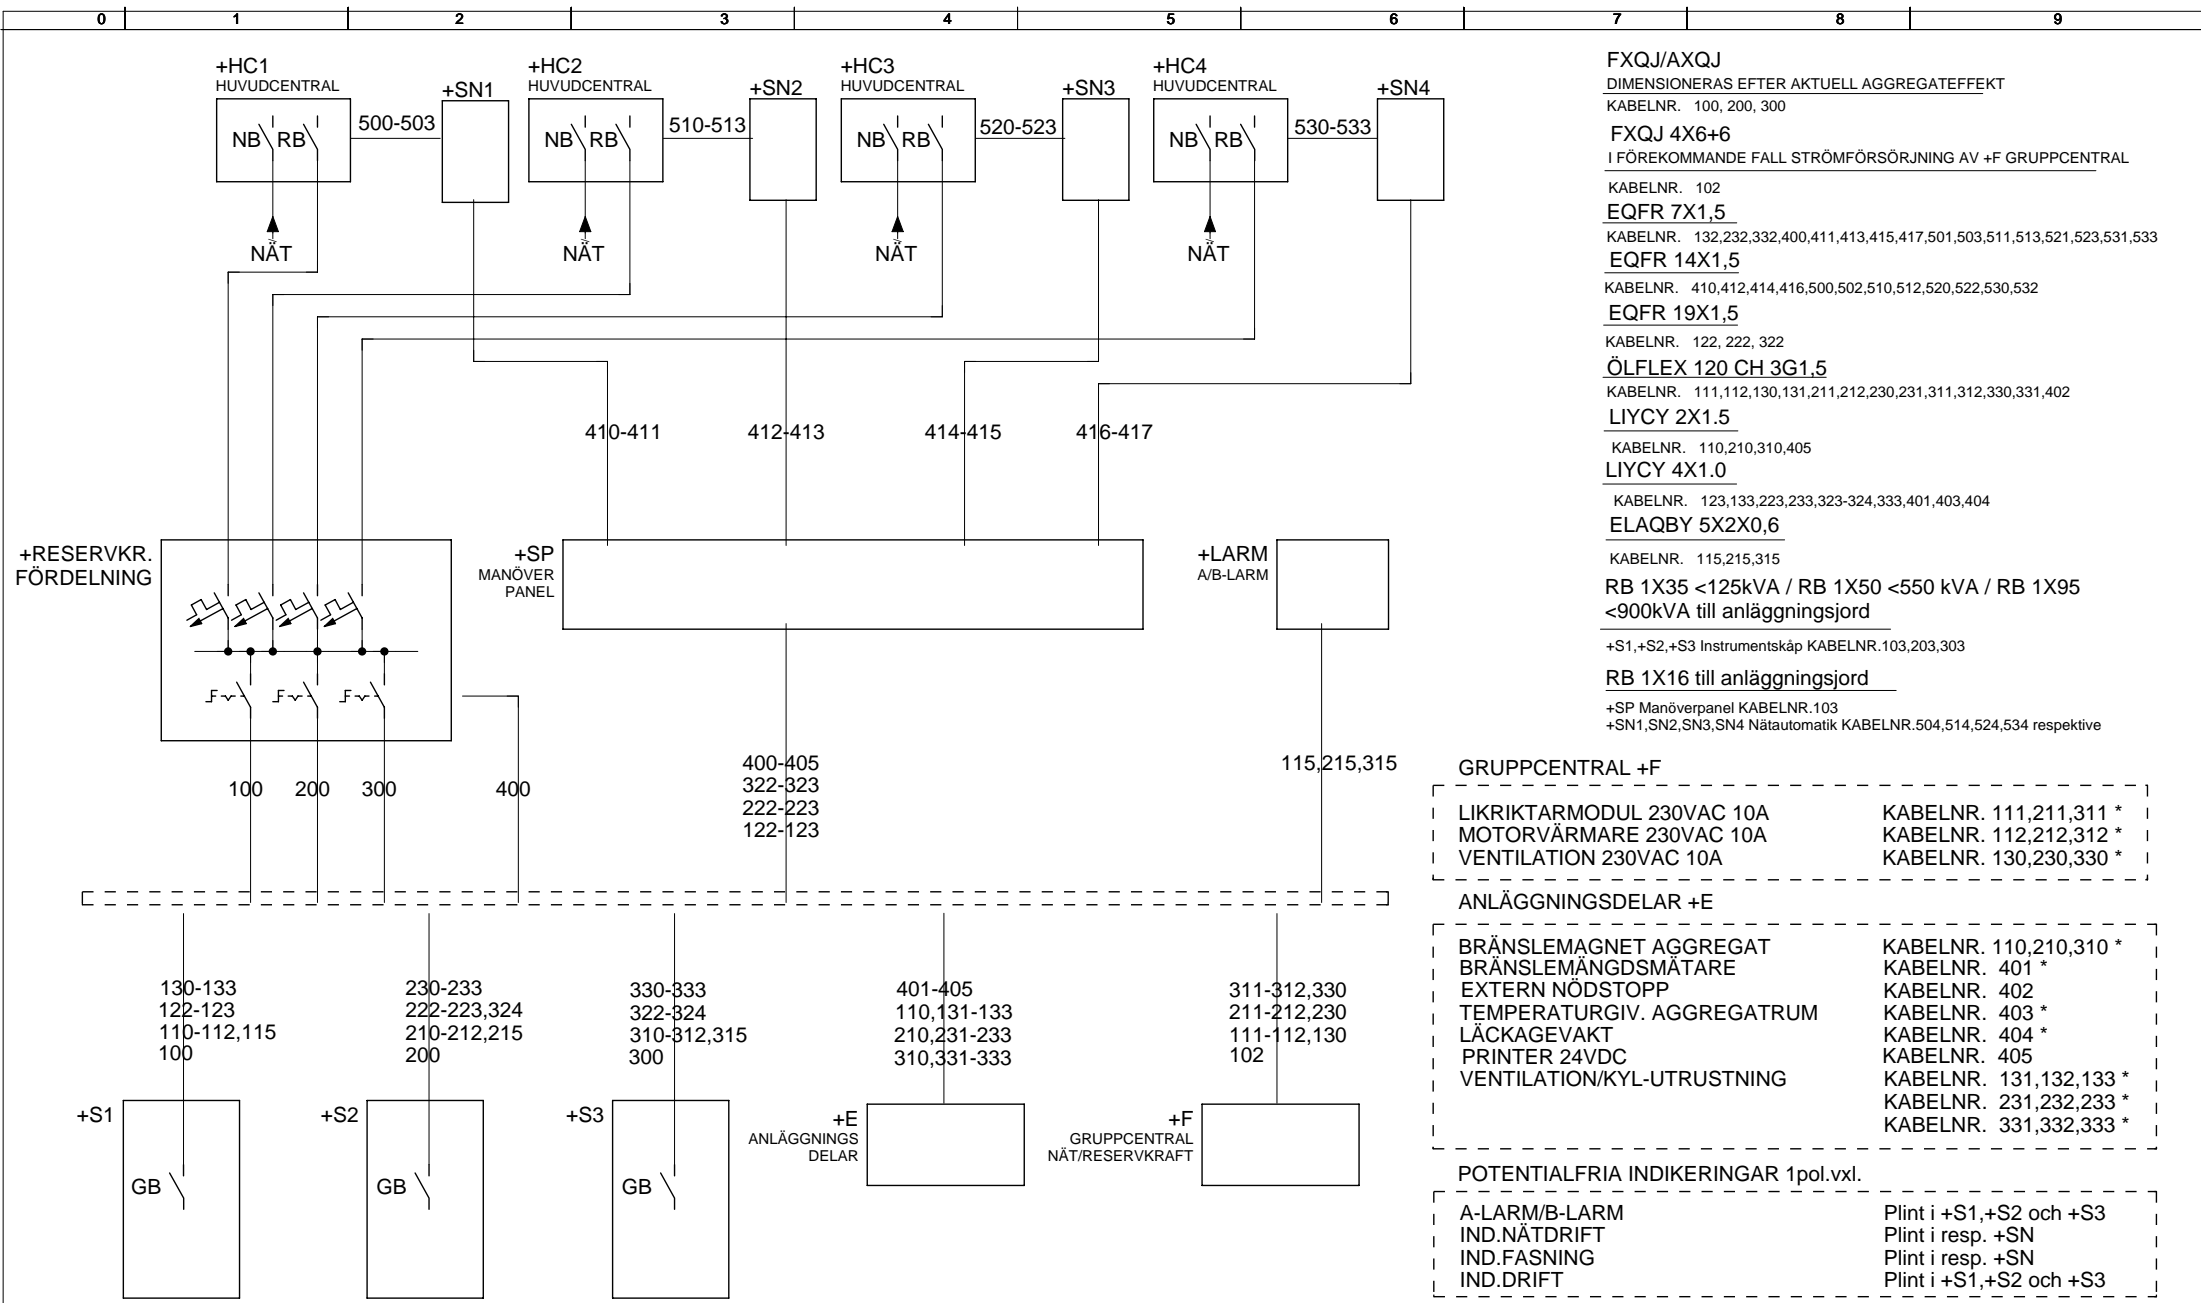 0 1 2 3 4 5 6 7 8 9
+HC1
HUVUDCENTRAL
+SN1
NB RB
500-503
NÄT
+HC2
HUVUDCENTRAL
+SN2
NB RB
510-513
NÄT
+HC3
HUVUDCENTRAL
+SN3
NB RB
520-523
NÄT
+HC4
HUVUDCENTRAL
+SN4
NB RB
530-533
NÄT
410-411
412-413
414-415
416-417
+RESERVKR.
FÖRDELNING
+SP
MANÖVER
PANEL
+LARM
A/B-LARM
100
200
300
400
400-405
322-323
222-223
122-123
115,215,315
130-133
122-123
110-112,115
100
230-233
222-223,324
210-212,215
200
330-333
322-324
310-312,315
300
401-405
110,131-133
210,231-233
310,331-333
311-312,330
211-212,230
111-112,130
102
+S1
GB
+S2
GB
+S3
GB
+E
ANLÄGGNINGS
DELAR
+F
GRUPPCENTRAL
NÄT/RESERVKRAFT
FXQJ/AXQJ
DIMENSIONERAS EFTER AKTUELL AGGREGATEFFEKT
KABELNR. 100, 200, 300
FXQJ 4X6+6
I FÖREKOMMANDE FALL STRÖMFÖRSÖRJNING AV +F GRUPPCENTRAL
KABELNR. 102
EQFR 7X1,5
KABELNR. 132,232,332,400,411,413,415,417,501,503,511,513,521,523,531,533
EQFR 14X1,5
KABELNR. 410,412,414,416,500,502,510,512,520,522,530,532
EQFR 19X1,5
KABELNR. 122, 222, 322
ÖLFLEX 120 CH 3G1,5
KABELNR. 111,112,130,131,211,212,230,231,311,312,330,331,402
LIYCY 2X1.5
KABELNR. 110,210,310,405
LIYCY 4X1.0
KABELNR. 123,133,223,233,323-324,333,401,403,404
ELAQBY 5X2X0,6
KABELNR. 115,215,315
RB 1X35 <125kVA / RB 1X50 <550 kVA / RB 1X95
<900kVA till anläggningsjord
+S1,+S2,+S3 Instrumentskåp KABELNR.103,203,303
RB 1X16 till anläggningsjord
+SP Manöverpanel KABELNR.103
+SN1,SN2,SN3,SN4 Nätautomatik KABELNR.504,514,524,534 respektive
GRUPPCENTRAL +F
LIKRIKTARMODUL 230VAC 10A KABELNR. 111,211,311 *
MOTORVÄRMARE 230VAC 10A KABELNR. 112,212,312 *
VENTILATION 230VAC 10A KABELNR. 130,230,330 *
ANLÄGGNINGSDELAR +E
BRÄNSLEMAGNET AGGREGAT KABELNR. 110,210,310 *
BRÄNSLEMÄNGDSMÄTARE KABELNR. 401 *
EXTERN NÖDSTOPP KABELNR. 402
TEMPERATURGIV. AGGREGATRUM KABELNR. 403 *
LÄCKAGEVAKT KABELNR. 404 *
PRINTER 24VDC KABELNR. 405
VENTILATION/KYL-UTRUSTNING KABELNR. 131,132,133 *
KABELNR. 231,232,233 *
KABELNR. 331,332,333 *
POTENTIALFRIA INDIKERINGAR 1pol.vxl.
A-LARM/B-LARM Plint i +S1,+S2 och +S3
IND.NÄTDRIFT Plint i resp. +SN
IND.FASNING Plint i resp. +SN
IND.DRIFT Plint i +S1,+S2 och +S3